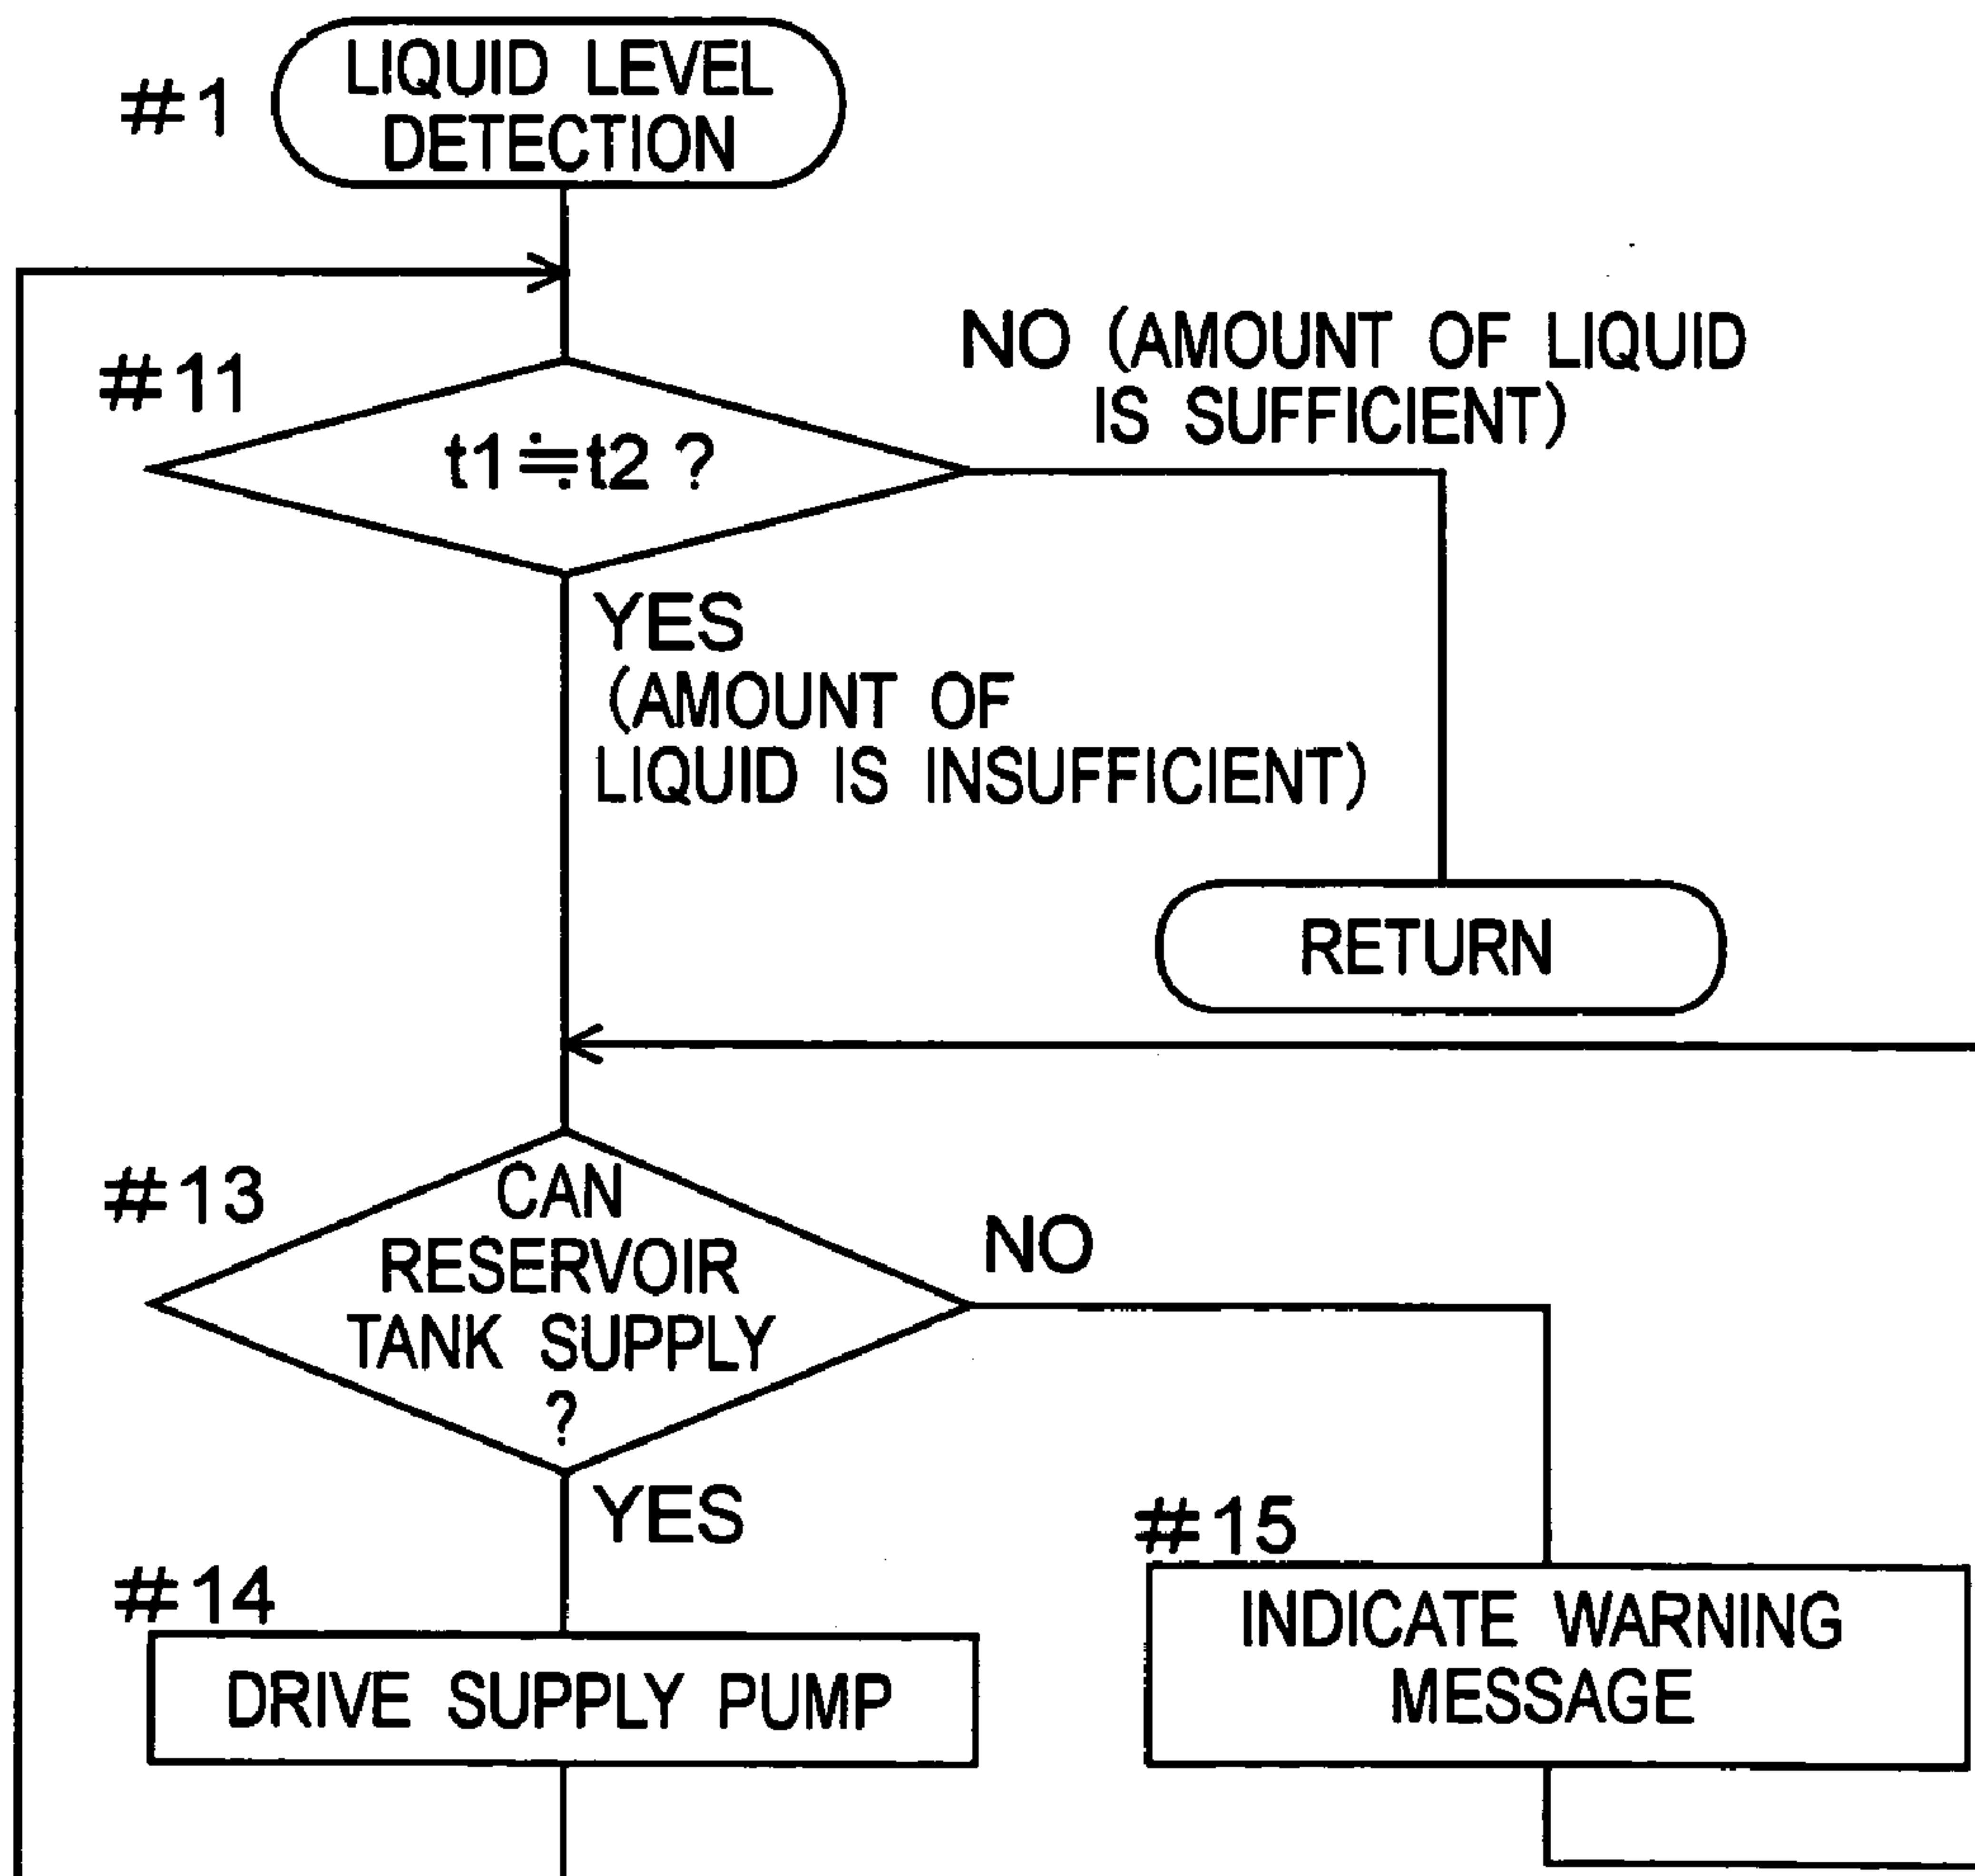 #1
LIQUID LEVEL
DETECTION
#11
t1≒t2 ?
NO (AMOUNT OF LIQUID
IS SUFFICIENT)
YES
(AMOUNT OF
LIQUID IS INSUFFICIENT)
RETURN
#13
CAN
RESERVOIR
TANK SUPPLY
?
NO
YES
#14
DRIVE SUPPLY PUMP
#15
INDICATE WARNING
MESSAGE